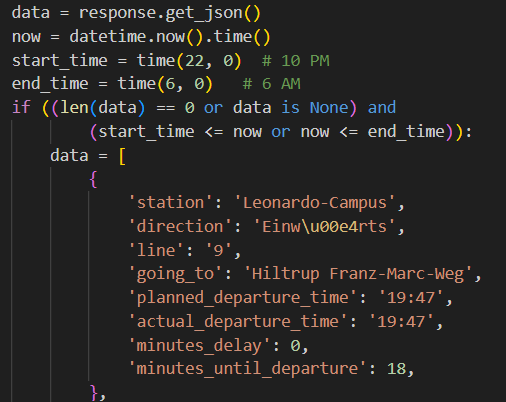 data = response.get_json()
now = datetime.now().time()
start_time = time(22, 0)  # 10 PM
end_time = time(6, 0)   # 6 AM
if ((len(data) == 0 or data is None) and
        (start_time <= now or now <= end_time)):
    data = [
        {
            'station': 'Leonardo-Campus',
            'direction': 'Einw\u00e4rts',
            'line': '9',
            'going_to': 'Hiltrup Franz-Marc-Weg',
            'planned_departure_time': '19:47',
            'actual_departure_time': '19:47',
            'minutes_delay': 0,
            'minutes_until_departure': 18,
        },